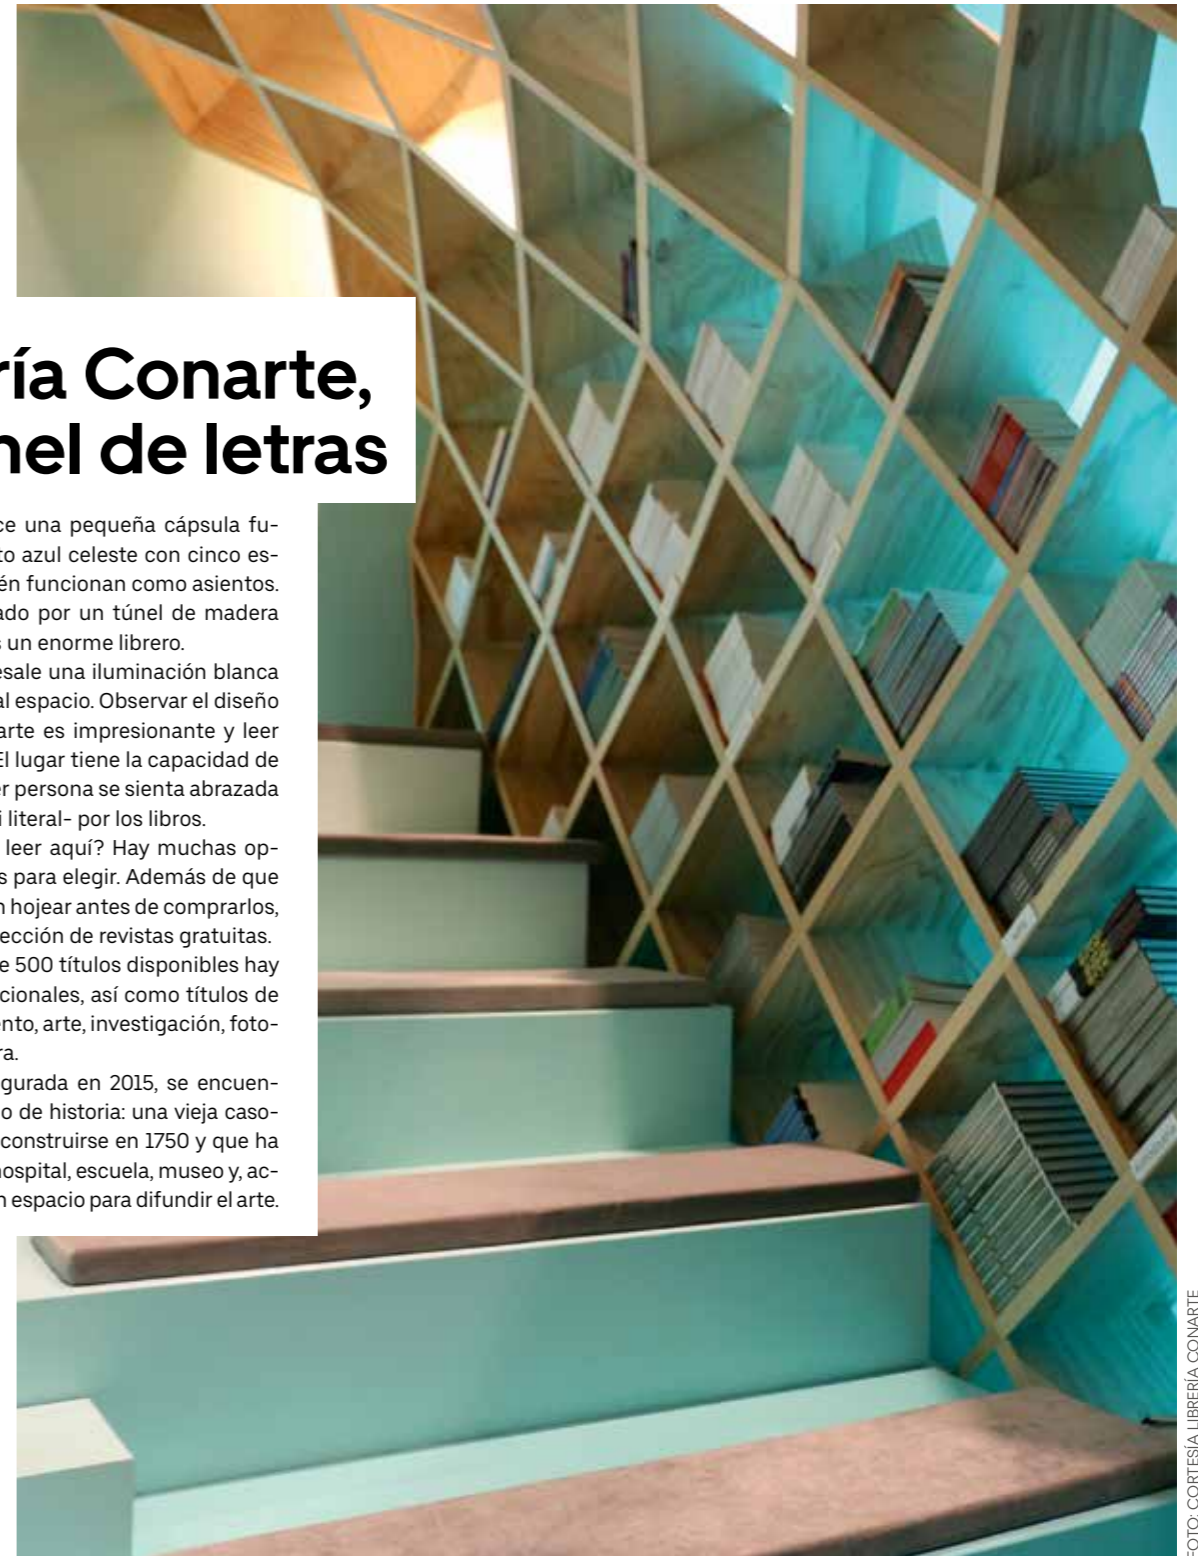 ría Conarte,
nel de letras
ce una pequeña cápsula fu-
to azul celeste con cinco es-
én funcionan como asientos.
ado por un túnel de madera
s un enorme librero.
esale una iluminación blanca
al espacio. Observar el diseño
arte es impresionante y leer
El lugar tiene la capacidad de
er persona se sienta abrazada
i literal- por los libros.
leer aquí? Hay muchas op-
s para elegir. Además de que
n hojear antes de comprarlos,
ección de revistas gratuitas.
e 500 títulos disponibles hay
cionales, así como títulos de
ento, arte, investigación, foto-
ra.
gurada en 2015, se encuen-
o de historia: una vieja caso-
construirse en 1750 y que ha
hospital, escuela, museo y, ac-
n espacio para difundir el arte.
FOTO: CORTESÍA LIBRERÍA CONARTE